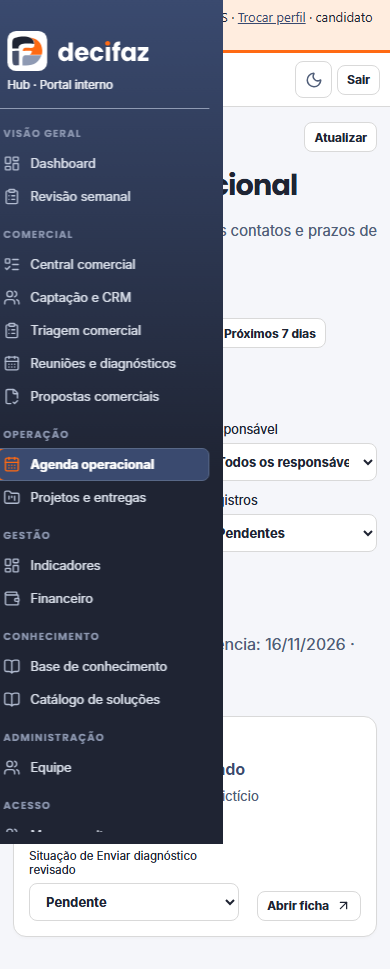 decifaz
Hub · Portal interno
VISÃO GERAL
Dashboard
Revisão semanal
COMERCIAL
Central comercial
Captação e CRM
Triagem comercial
Reuniões e diagnósticos
Propostas comerciais
OPERAÇÃO
Agenda operacional
Projetos e entregas
GESTÃO
Indicadores
Financeiro
CONHECIMENTO
Base de conhecimento
Catálogo de soluções
ADMINISTRAÇÃO
Equipe
ACESSO
S · Trocar perfil · candidato
Sair
Atualizar
cional
s contatos e prazos de
Próximos 7 dias
ponsável
Todos os responsáve
gistros
Pendentes
ência: 16/11/2026 ·
ado
ictício
Situação de Enviar diagnóstico
revisado
Pendente
Abrir ficha